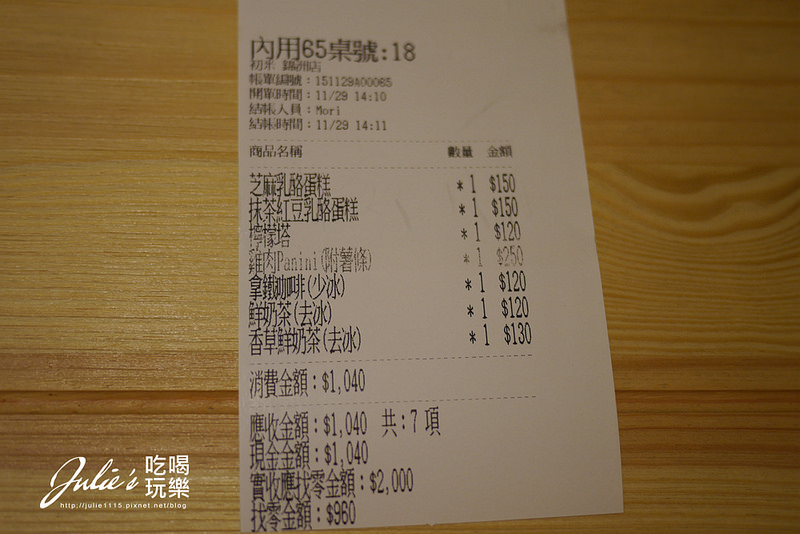 內用65桌號:18
初米 錦洲店
帳單編號：151129A00065
開單時間：11/29 14:10
結帳人員：Mori
結帳時間：11/29 14:11
商品名稱 數量 金額
芝麻乳酪蛋糕 *1 $150
抹茶紅豆乳酪蛋糕 *1 $150
檸檬塔 *1 $120
雞肉Panini(附薯條) *1 $250
拿鐵咖啡(少冰) *1 $120
鮮奶茶(去冰) *1 $120
香草鮮奶茶(去冰) *1 $130
消費金額：$1,040
應收金額：$1,040 共：7 項
現金金額：$1,040
實收應找零金額：$2,000
找零金額：$960
Julie's 吃喝玩樂
http://julie1115.pixnet.net/blog